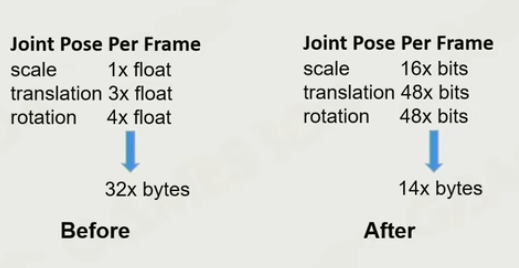 Joint Pose Per Frame
scale 1x float
translation 3x float
rotation 4x float
32x bytes
Before
Joint Pose Per Frame
scale 16x bits
translation 48x bits
rotation 48x bits
14x bytes
After